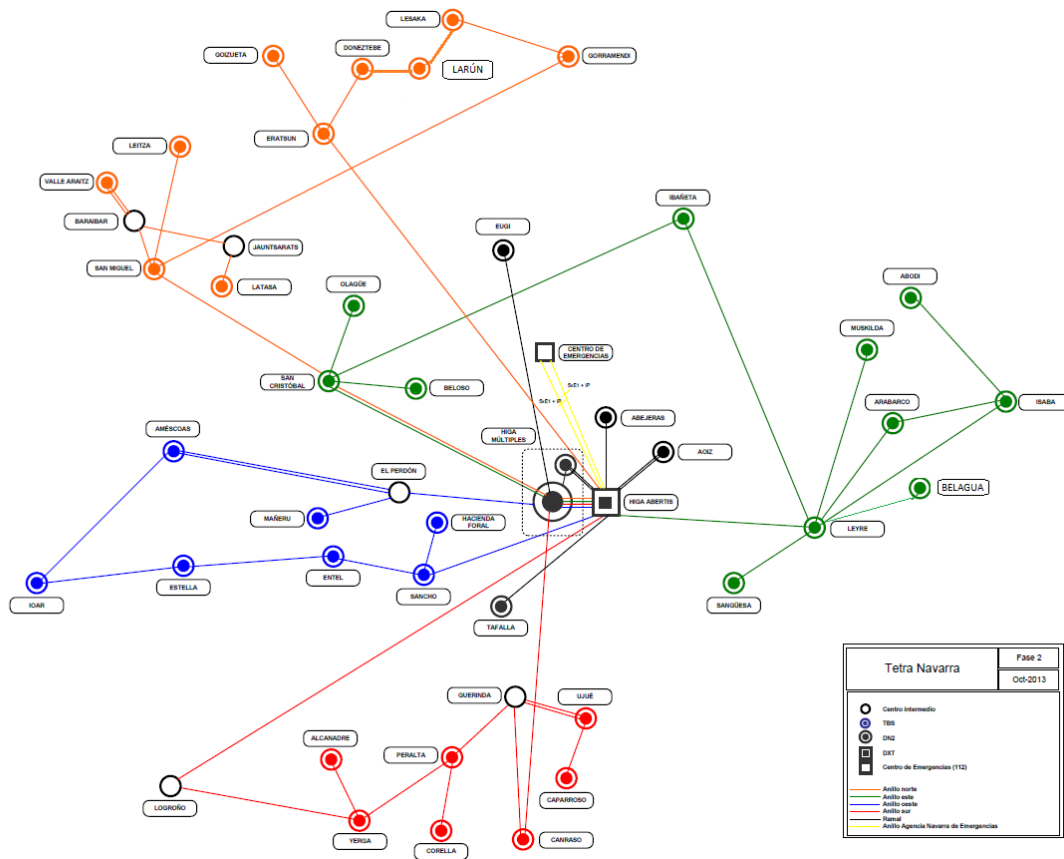 LESAKA
DONEZTEBE
GOIZUETA
GORRAMENDI
LARÚN
ERATSUN
LEITZA
VALLE ARAITZ
BARAIBAR
JAUNTSARATS
SAN MIGUEL
LATASA
IBAÑETA
EUGI
OLAGÜE
ABODI
MUSKILDA
CENTRO DE
EMERGENCIAS
SAN
CRISTÓBAL
BELOSO
5xE1 + IP
5xE1 + IP
ARABARCO
ISABA
ABEJERAS
AMÉSCOAS
HIGA
MÚLTIPLES
AOIZ
EL PERDÓN
BELAGUA
HIGA ABERTIS
MAÑERU
HACIENDA
FORAL
LEYRE
ENTEL
ESTELLA
SANCHO
IOAR
SANGÜESA
TAFALLA
GUERINDA
UJUÉ
ALCANADRE
PERALTA
CAPARROSO
LOGROÑO
YERGA
CORELLA
CANRASO
Tetra Navarra
Fase 2
Oct-2013
Centro intermedio
TBS
DN2
DXT
Centro de Emergencias (112)
Anillo norte
Anillo este
Anillo oeste
Anillo sur
Ramal
Anillo Agencia Navarra de Emergencias